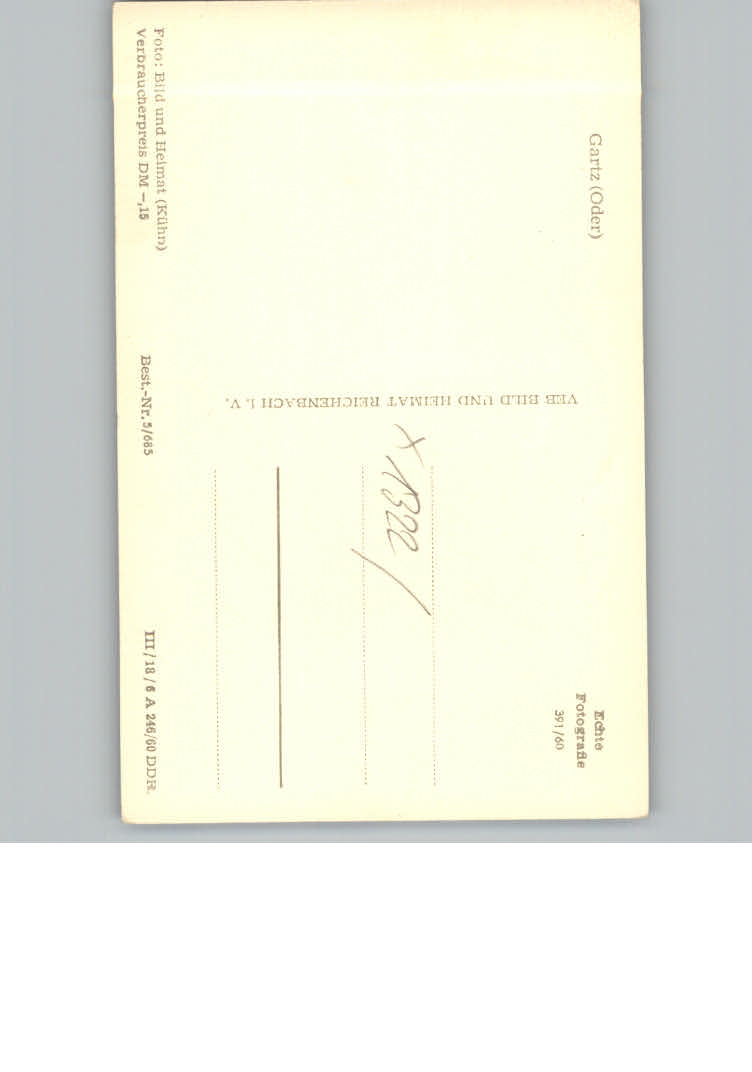 Gartz (Oder)
Echte
Fotografie
391/60
VEB BILD UND HEIMAT REICHENBACH i. V.
x 1322 /
Foto: Bild und Heimat (Kühn)
Verbraucherpreis DM –,15
Best.-Nr. 5/685
III/18/6 A 246/60 DDR.